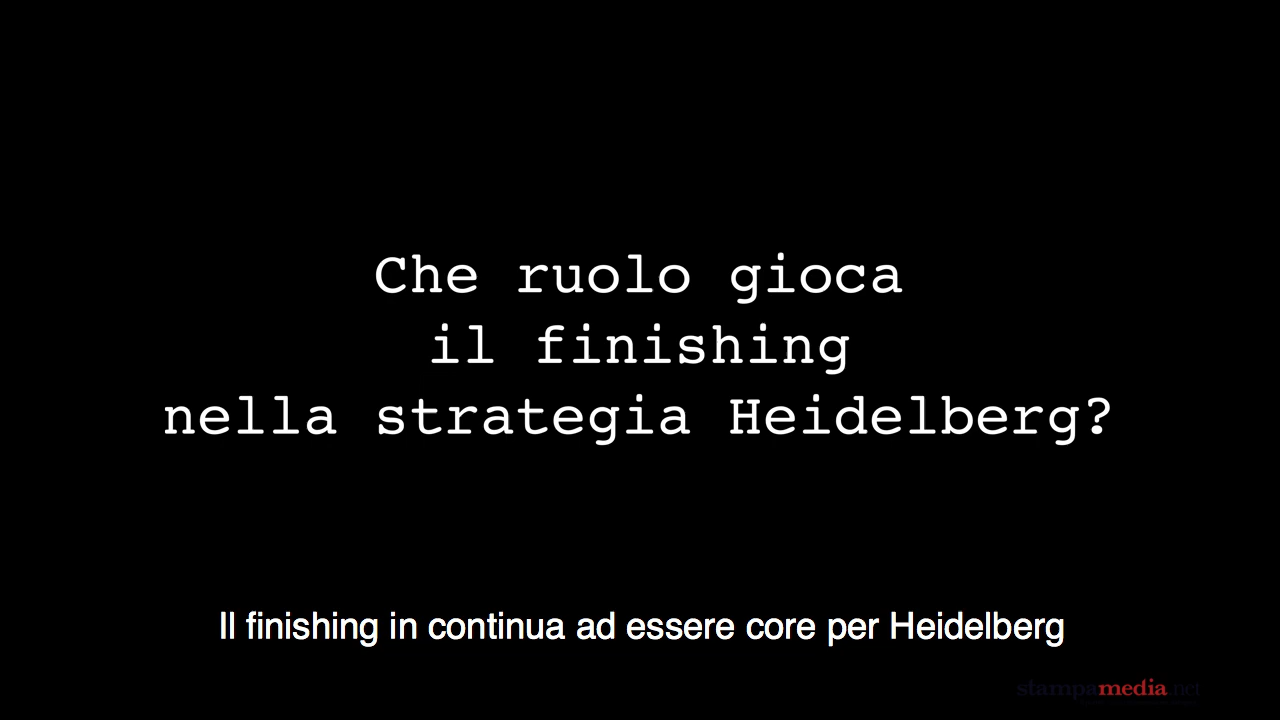 Che ruolo gioca
il finishing
nella strategia Heidelberg?
Il finishing in continua ad essere core per Heidelberg
stampamedia.net